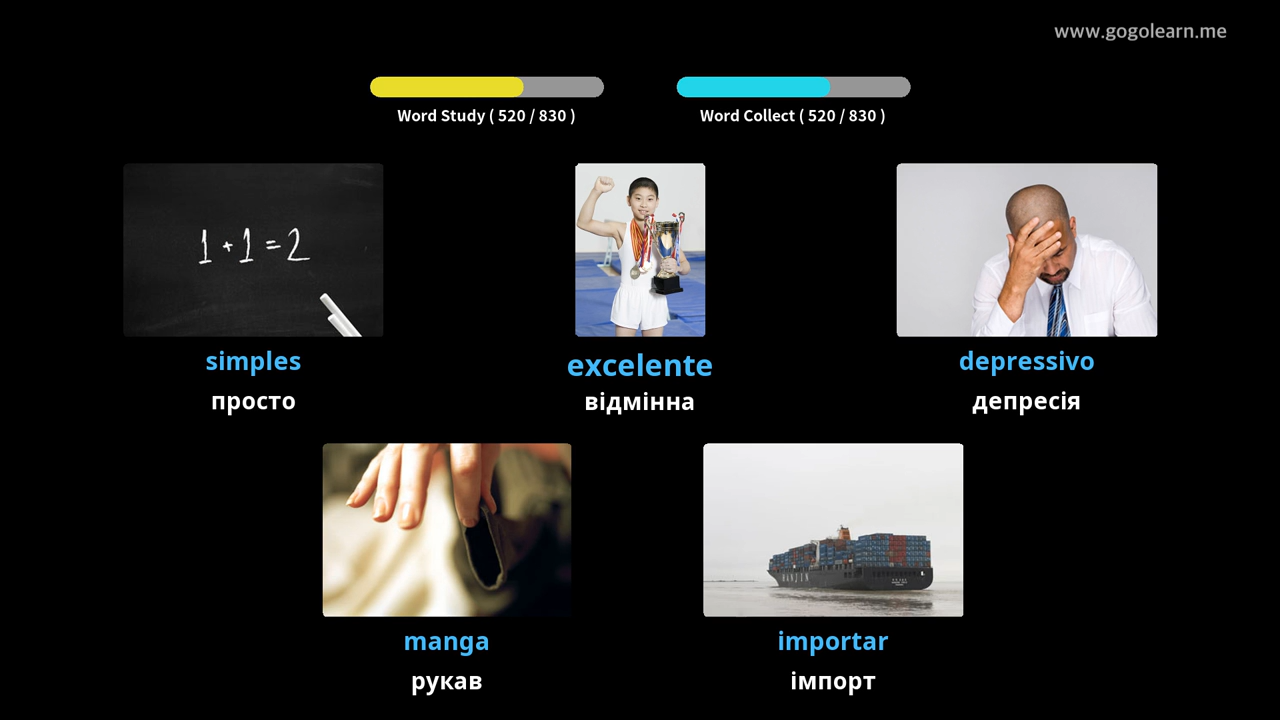 www.gogolearn.me
Word Study ( 520 / 830 )
Word Collect ( 520 / 830 )
1 + 1 = 2
simples
excelente
depressivo
просто
відмінна
депресія
HANJIN
manga
importar
рукав
імпорт